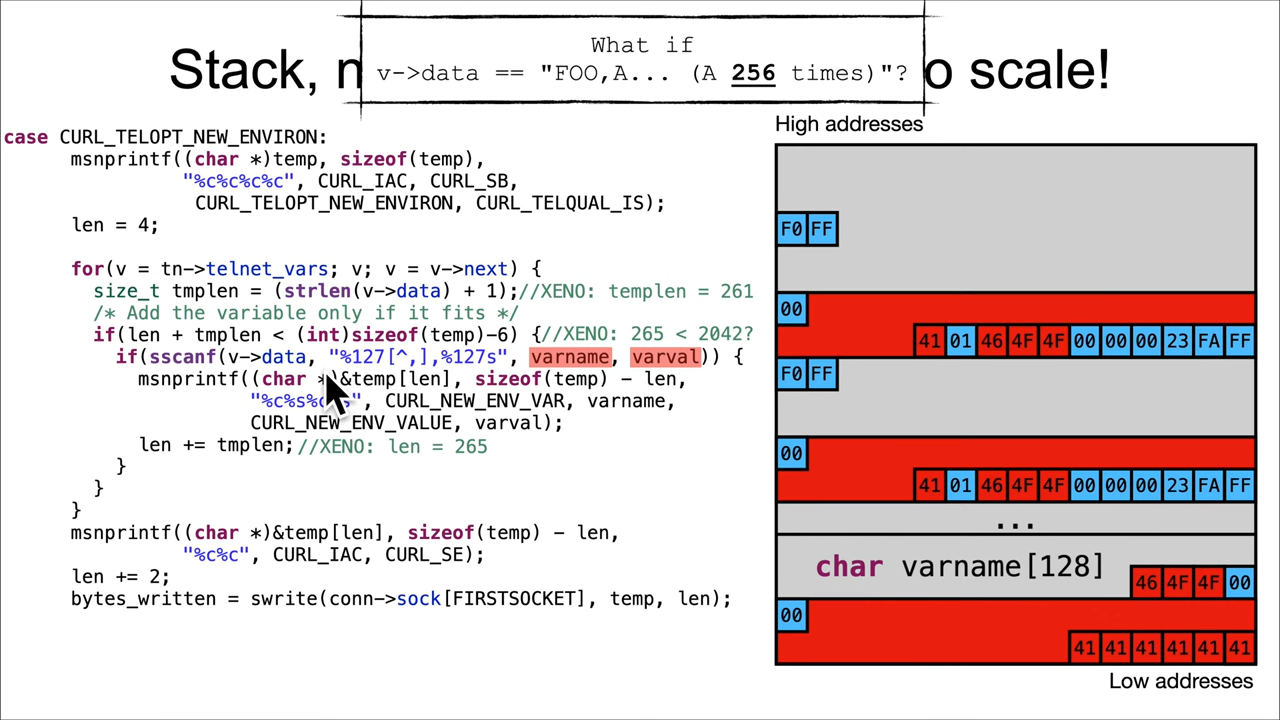 What if
v->data == "FOO,A... (A 256 times)"?
Stack, n
o scale!
case CURL_TELOPT_NEW_ENVIRON:
msnprintf((char *)temp, sizeof(temp),
"%c%c%c%c", CURL_IAC, CURL_SB,
CURL_TELOPT_NEW_ENVIRON, CURL_TELQUAL_IS);
len = 4;
for(v = tn->telnet_vars; v; v = v->next) {
size_t tmplen = (strlen(v->data) + 1);//XENO: templen = 261
/* Add the variable only if it fits */
if(len + tmplen < (int)sizeof(temp)-6) {//XENO: 265 < 2042?
if(sscanf(v->data, "%127[^,],%127s", varname, varval)) {
msnprintf((char *)&temp[len], sizeof(temp) - len,
"%c%s%c s", CURL_NEW_ENV_VAR, varname,
CURL_NEW_ENV_VALUE, varval);
len += tmplen;//XENO: len = 265
}
}
}
msnprintf((char *)&temp[len], sizeof(temp) - len,
"%c%c", CURL_IAC, CURL_SE);
len += 2;
bytes_written = swrite(conn->sock[FIRSTSOCKET], temp, len);
High addresses
F0 FF
00
41 01 46 4F 4F 00 00 00 23 FA FF
F0 FF
00
41 01 46 4F 4F 00 00 00 23 FA FF
...
char varname[128]
46 4F 4F 00
00
41 41 41 41 41 41
Low addresses